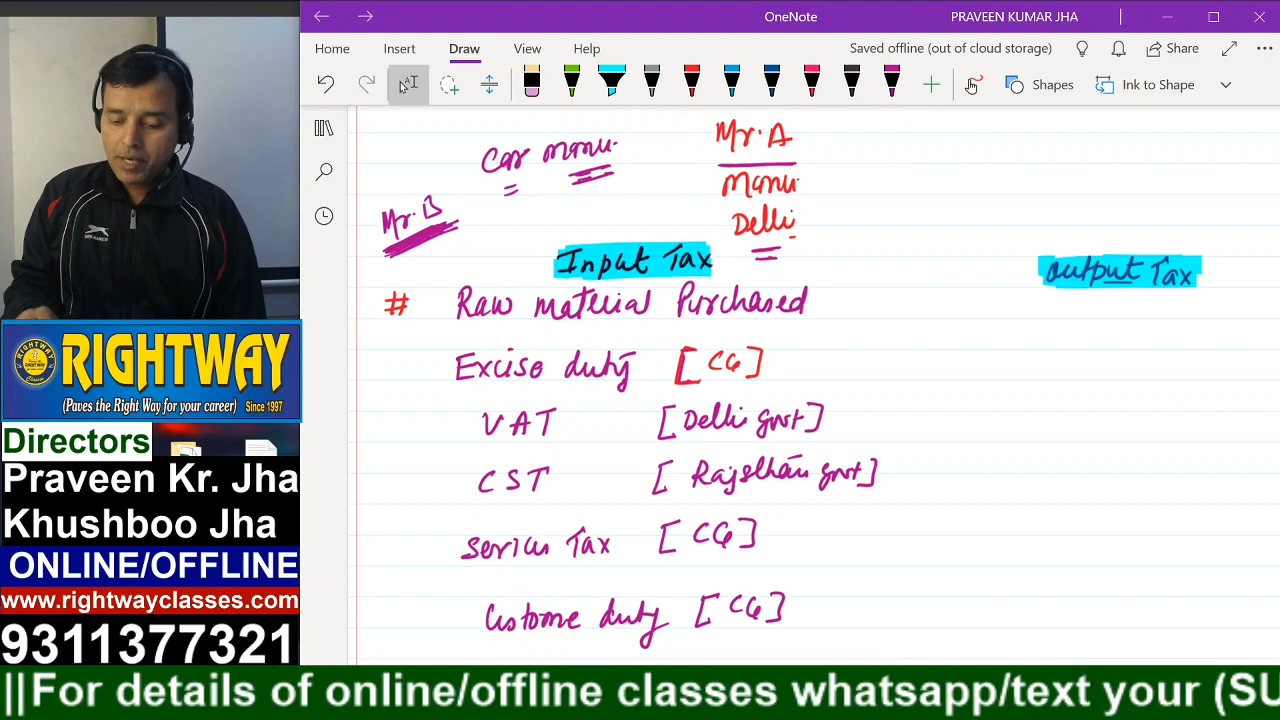 OneNote
PRAVEEN KUMAR JHA
Home Insert Draw View Help
Saved offline (out of cloud storage)
Share
Shapes
Ink to Shape
Car manu.
Mr. A
Manu.
Delhi
Mr. B
Input Tax
output Tax
# Raw material Purchased
Excise duty [CG]
VAT [Delhi govt]
CST [Rajsthan govt]
Service Tax [CG]
Custome duty [CG]
RIGHTWAY
(Paves the Right Way for your career) Since 1997
Directors
Praveen Kr. Jha
Khushboo Jha
ONLINE/OFFLINE
www.rightwayclasses.com
9311377321
||For details of online/offline classes whatsapp/text your (SU